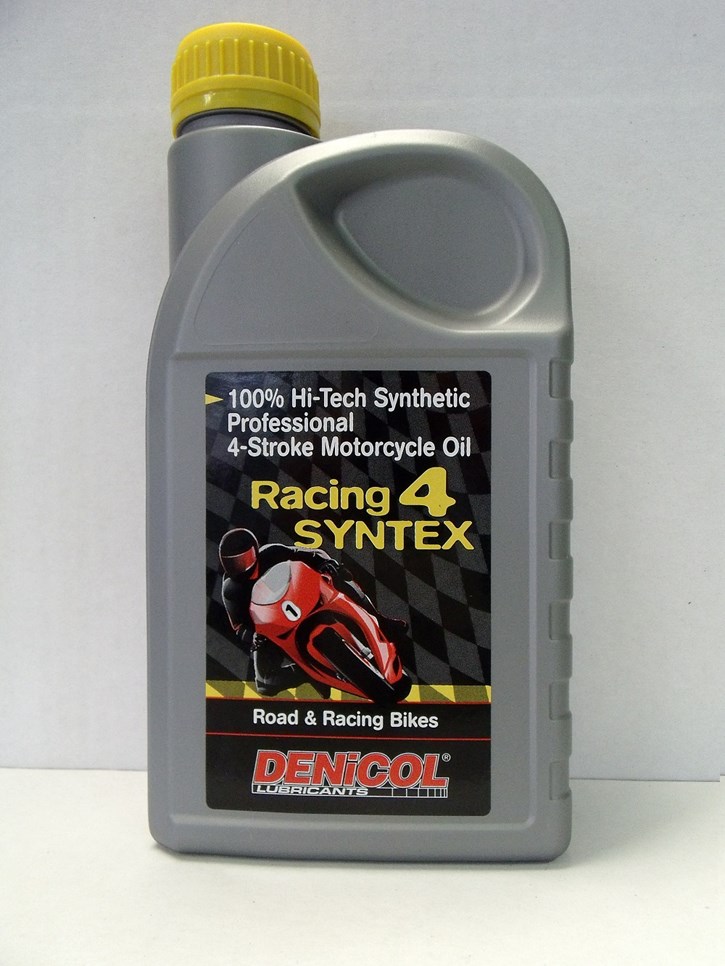 100% Hi-Tech Synthetic
Professional
4-Stroke Motorcycle Oil
Racing 4
SYNTEX
1
Road & Racing Bikes
DENiCOL®
LUBRICANTS